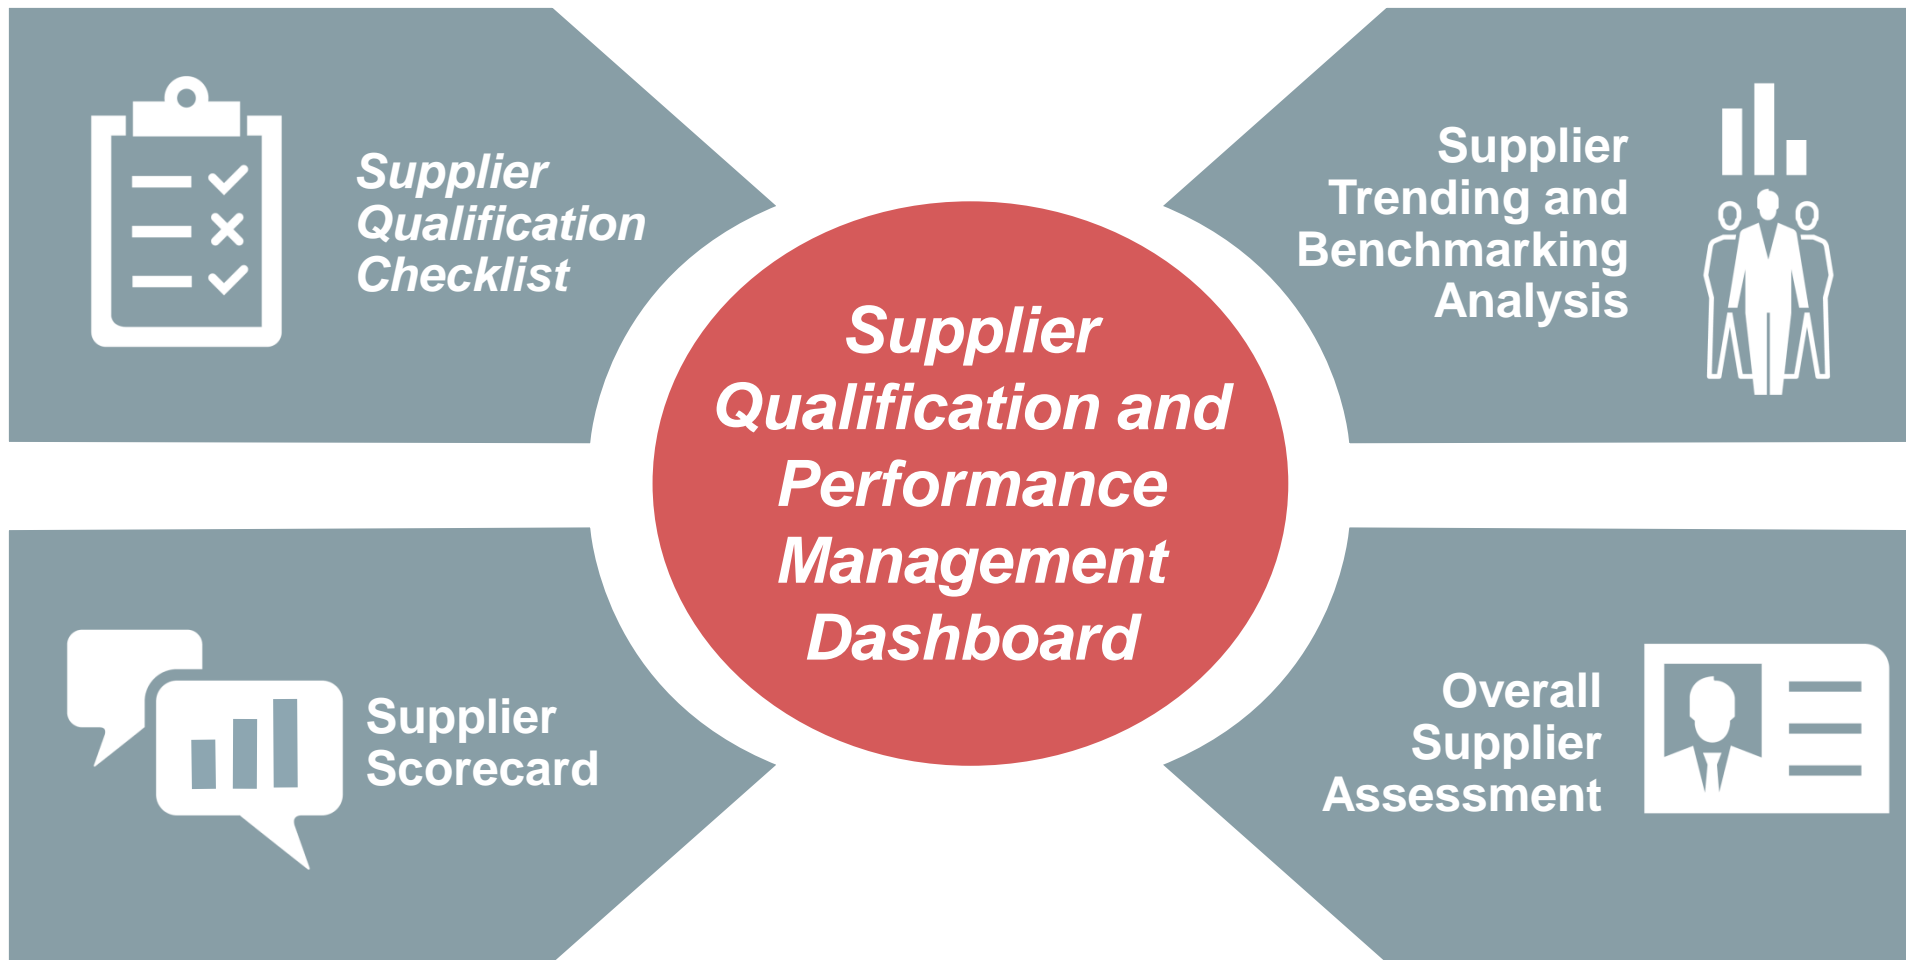 Supplier
Qualification
Checklist
Supplier
Trending and
Benchmarking
Analysis
Supplier
Qualification and
Performance
Management
Dashboard
Supplier
Scorecard
Overall
Supplier
Assessment